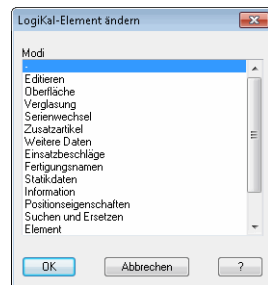 LogiKal-Element ändern
Modi
-
Editieren
Oberfläche
Verglasung
Serienwechsel
Zusatzartikel
Weitere Daten
Einsatzbeschläge
Fertigungsnamen
Statikdaten
Information
Positionseigenschaften
Suchen und Ersetzen
Element
OK
Abbrechen
?